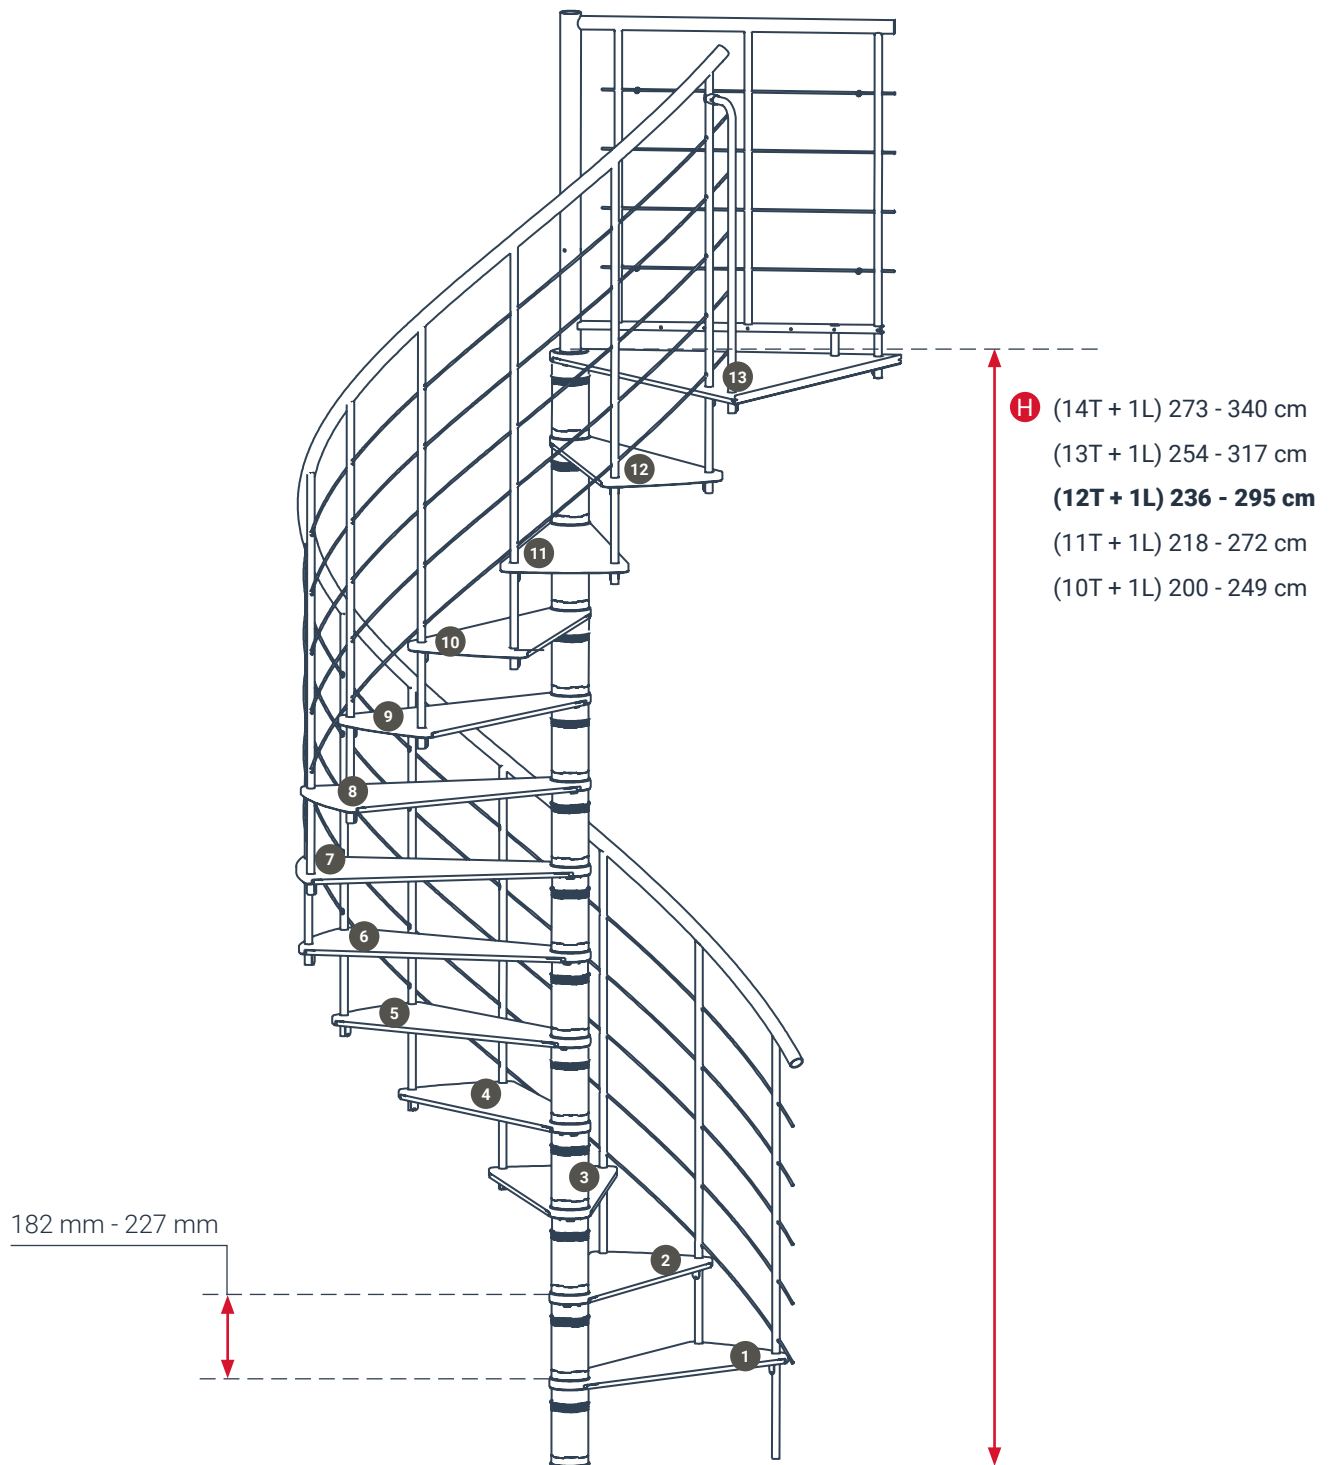 13
H (14T + 1L) 273 - 340 cm
(13T + 1L) 254 - 317 cm
12
(12T + 1L) 236 - 295 cm
11
(11T + 1L) 218 - 272 cm
(10T + 1L) 200 - 249 cm
10
9
8
7
6
5
4
3
182 mm - 227 mm
2
1